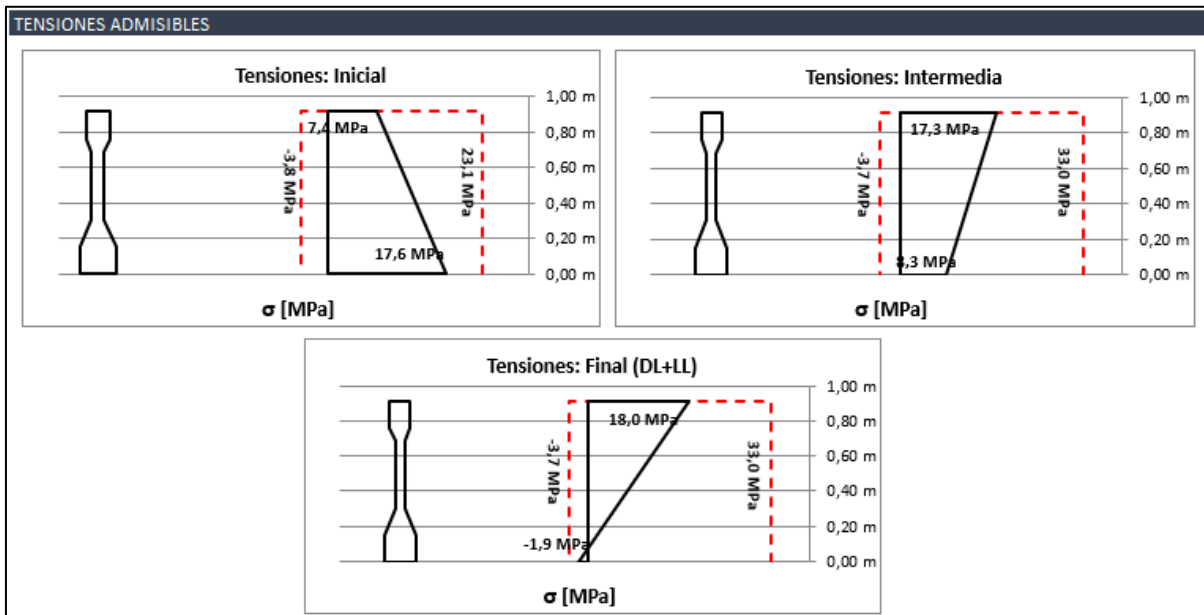 TENSIONES ADMISIBLES
Tensiones: Inicial
1,00 m
0,80 m
0,60 m
0,40 m
0,20 m
0,00 m
7,4 MPa
-3,8 MPa
23,1 MPa
17,6 MPa
σ [MPa]
Tensiones: Intermedia
1,00 m
0,80 m
0,60 m
0,40 m
0,20 m
0,00 m
17,3 MPa
-3,7 MPa
33,0 MPa
8,3 MPa
σ [MPa]
Tensiones: Final (DL+LL)
1,00 m
0,80 m
0,60 m
0,40 m
0,20 m
0,00 m
18,0 MPa
-3,7 MPa
33,0 MPa
-1,9 MPa
σ [MPa]